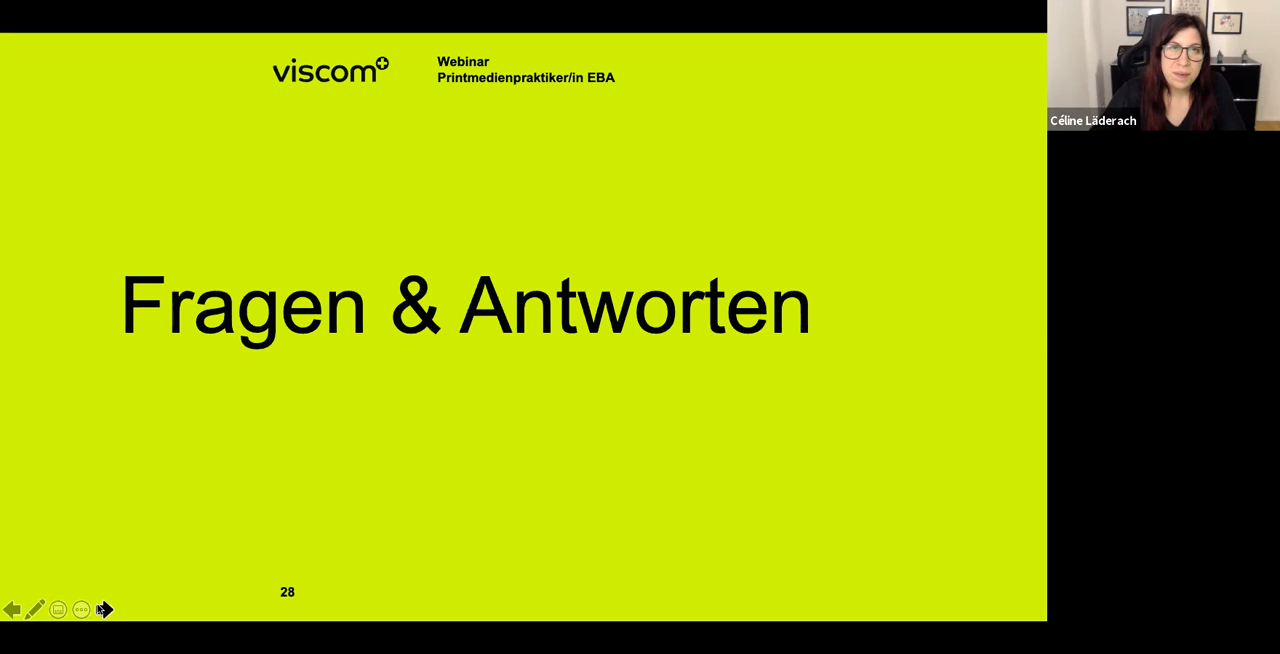 viscom
Webinar
Printmedienpraktiker/in EBA
Céline Läderach
Fragen & Antworten
28